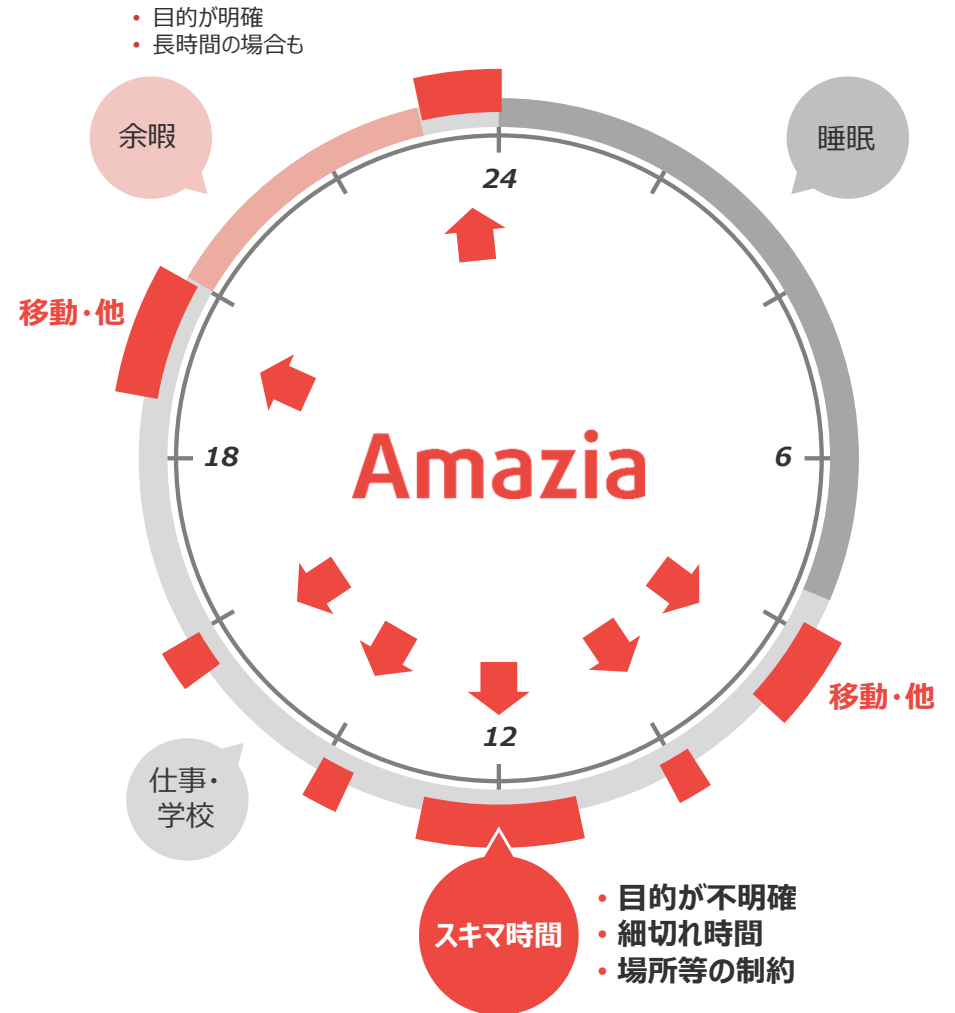 • 目的が明確
• 長時間の場合も
余暇
睡眠
24
移動・他
18
Amazia
6
12
移動・他
仕事・
学校
スキマ時間
• 目的が不明確
• 細切れ時間
• 場所等の制約